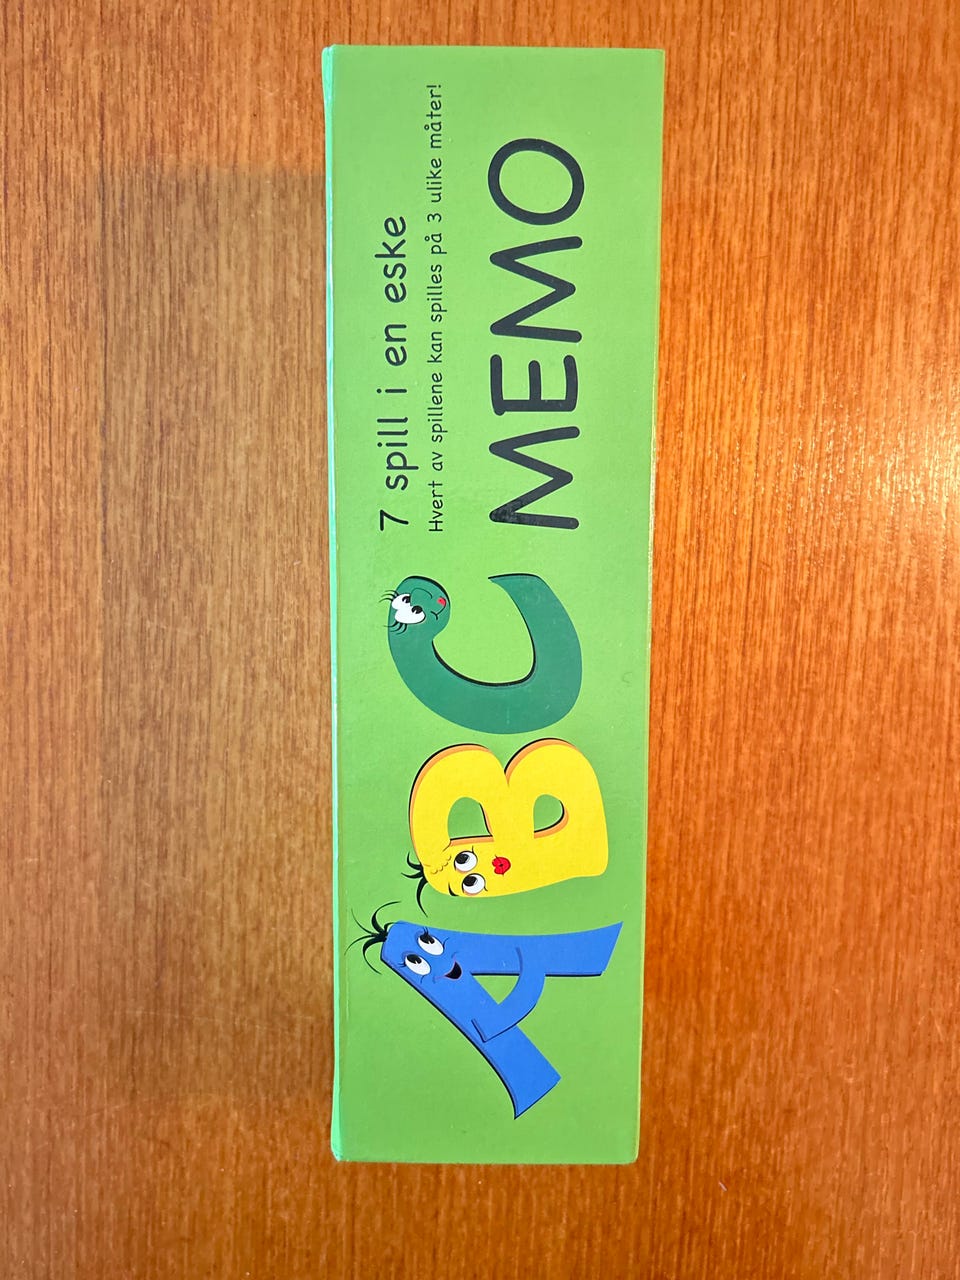 7 spill i en eske
Hvert av spillene kan spilles på 3 ulike måter!
ABC MEMO